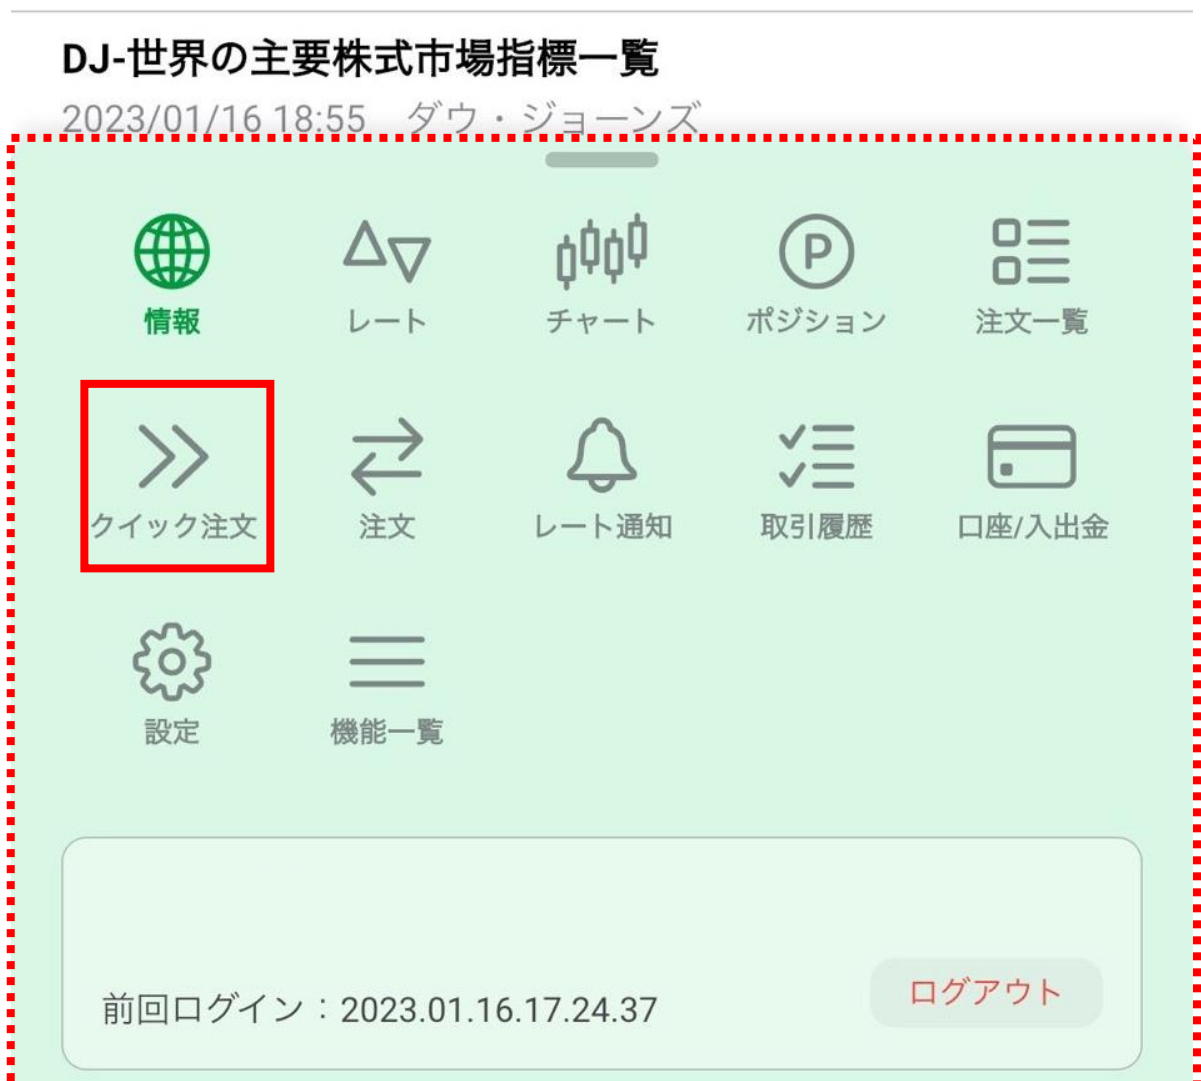 DJ-世界の主要株式市場指標一覧
2023/01/16 18:55 ダウ・ジョーンズ
情報 レート チャート ポジション 注文一覧
クイック注文 注文 レート通知 取引履歴 口座/入出金
設定 機能一覧
前回ログイン：2023.01.16.17.24.37 ログアウト